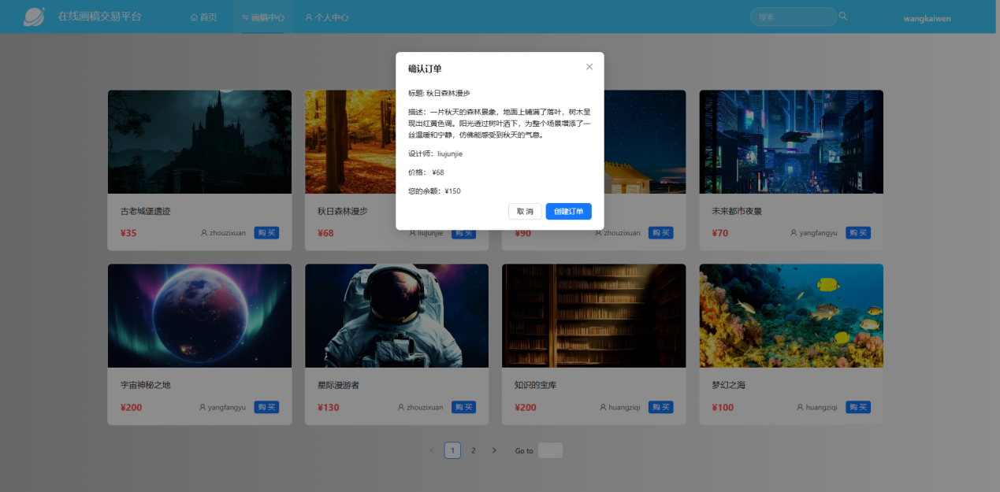 在线画稿交易平台
首页
画稿中心
个人中心
搜索
wangkaiwen
确认订单
标题: 秋日森林漫步
描述：一片秋天的森林景象，地面上铺满了落叶，树木呈
现出红黄色调。阳光透过树叶洒下，为整个场景增添了一
丝温暖和宁静，仿佛能感受到秋天的气息。
设计师：liujunjie
价格： ¥68
您的余额：¥150
取 消
创建订单
古老城堡遗迹
¥35
zhouzixuan
购 买
秋日森林漫步
¥68
liujunjie
购 买
¥90
zhouzixuan
购 买
未来都市夜景
¥70
yangfangyu
购 买
宇宙神秘之地
¥200
yangfangyu
购 买
星际漫游者
¥130
zhouzixuan
购 买
知识的宝库
¥200
huangziqi
购 买
梦幻之海
¥100
huangziqi
购 买
1
2
Go to